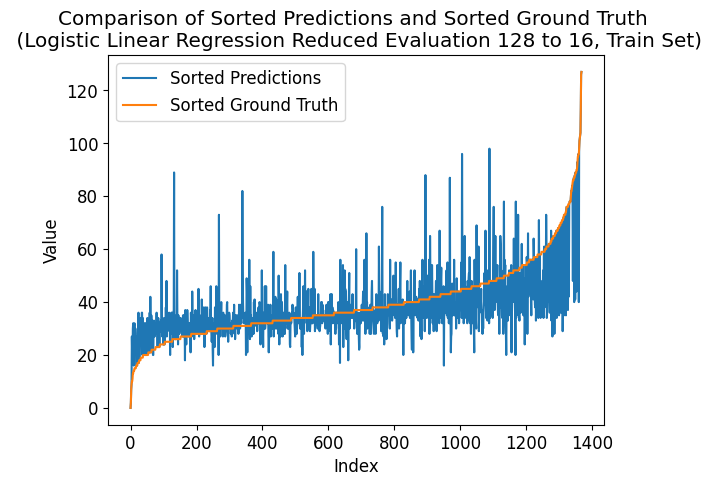 Comparison of Sorted Predictions and Sorted Ground Truth
(Logistic Linear Regression Reduced Evaluation 128 to 16, Train Set)
Sorted Predictions
Sorted Ground Truth
Value
120
100
80
60
40
20
0
0 200 400 600 800 1000 1200 1400
Index